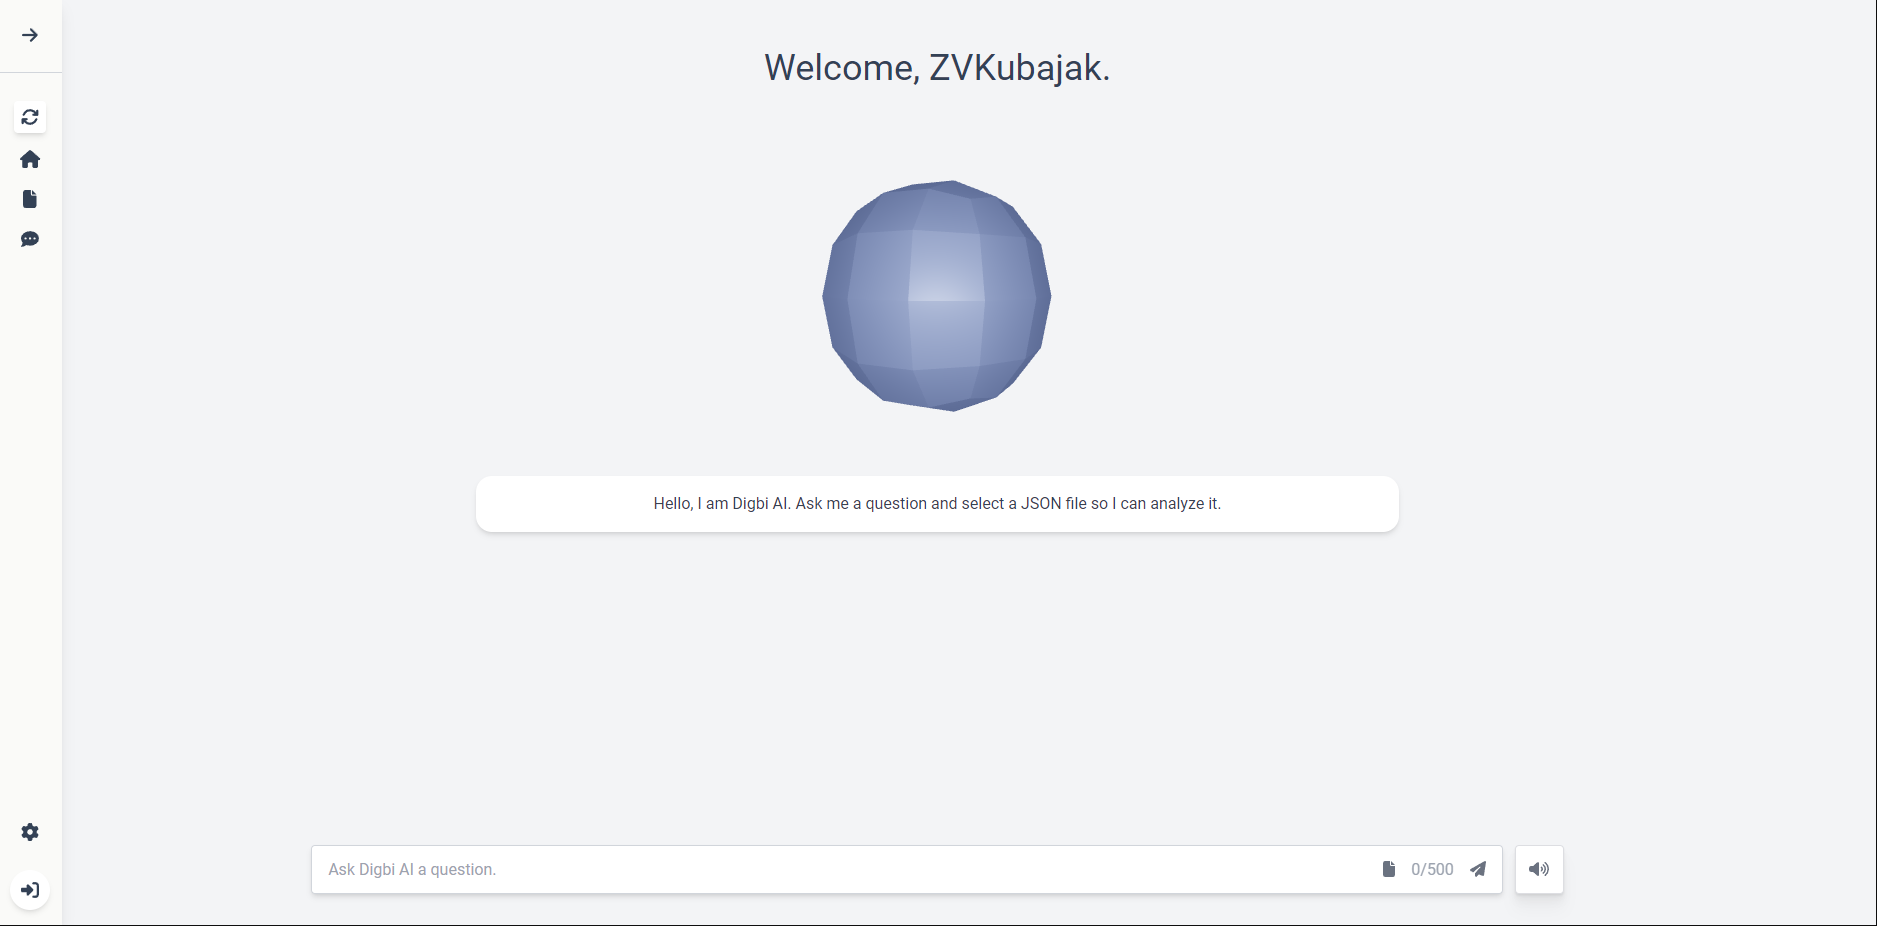 Welcome, ZVKubajak.
Hello, I am Digbi AI. Ask me a question and select a JSON file so I can analyze it.
Ask Digbi AI a question.
0/500